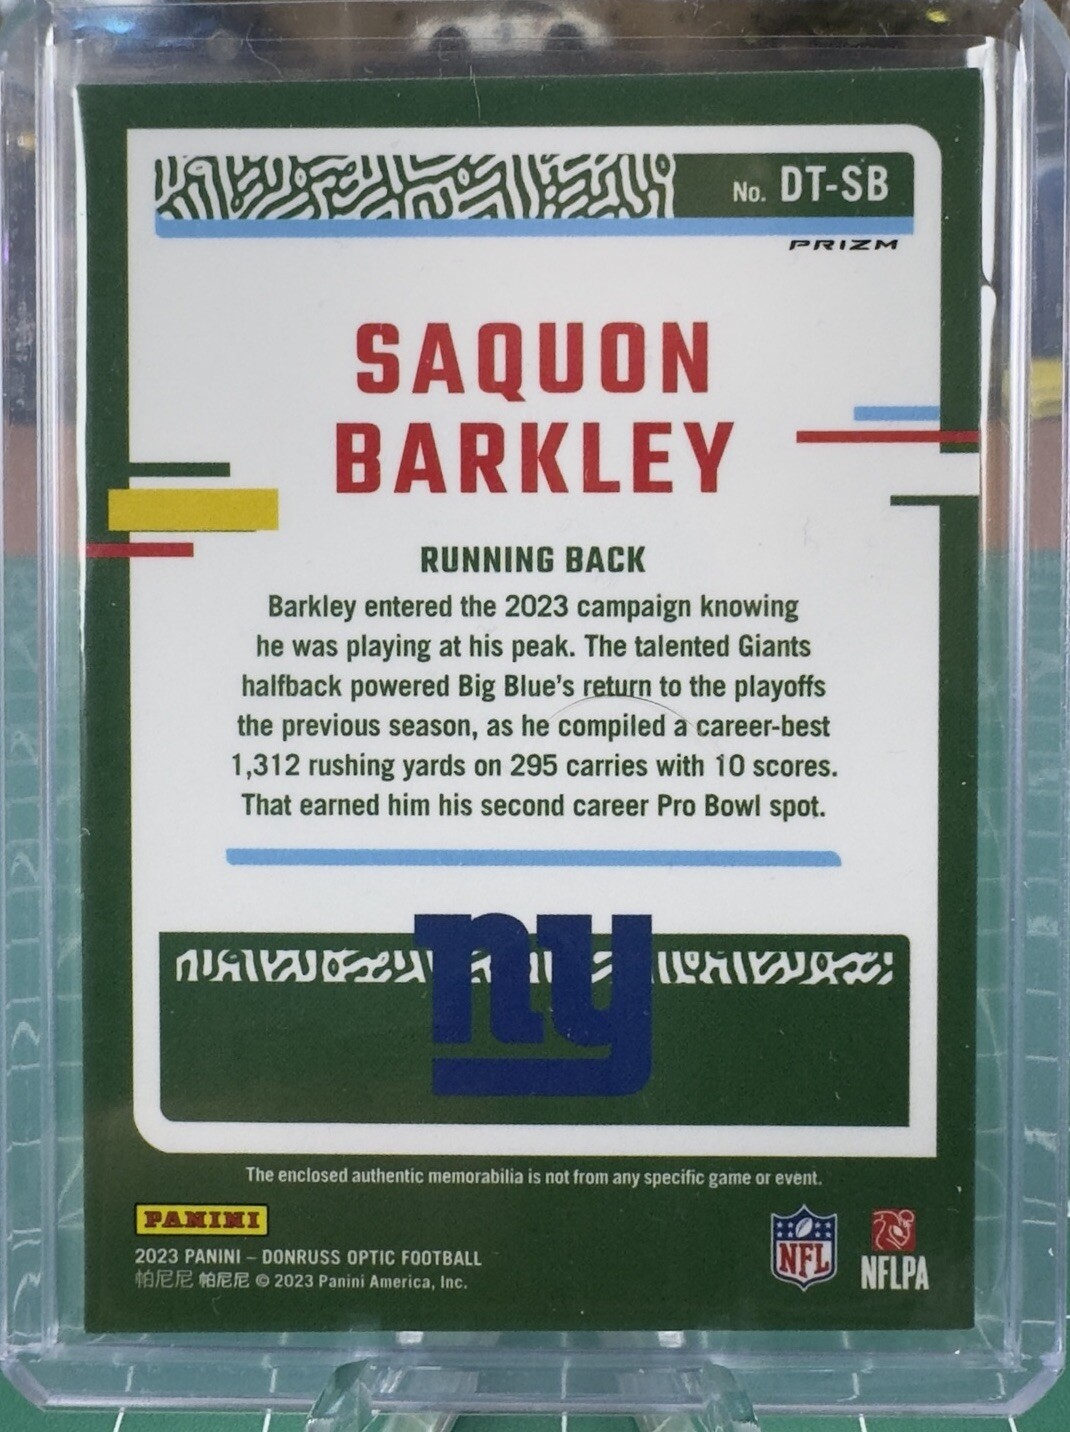 No. DT-SB
PRIZM
SAQUON
BARKLEY
RUNNING BACK
Barkley entered the 2023 campaign knowing
he was playing at his peak. The talented Giants
halfback powered Big Blue's return to the playoffs
the previous season, as he compiled a career-best
1,312 rushing yards on 295 carries with 10 scores.
That earned him his second career Pro Bowl spot.
ny
The enclosed authentic memorabilia is not from any specific game or event.
PANINI
2023 PANINI – DONRUSS OPTIC FOOTBALL
帕尼尼 帕尼尼 © 2023 Panini America, Inc.
NFL
NFLPA